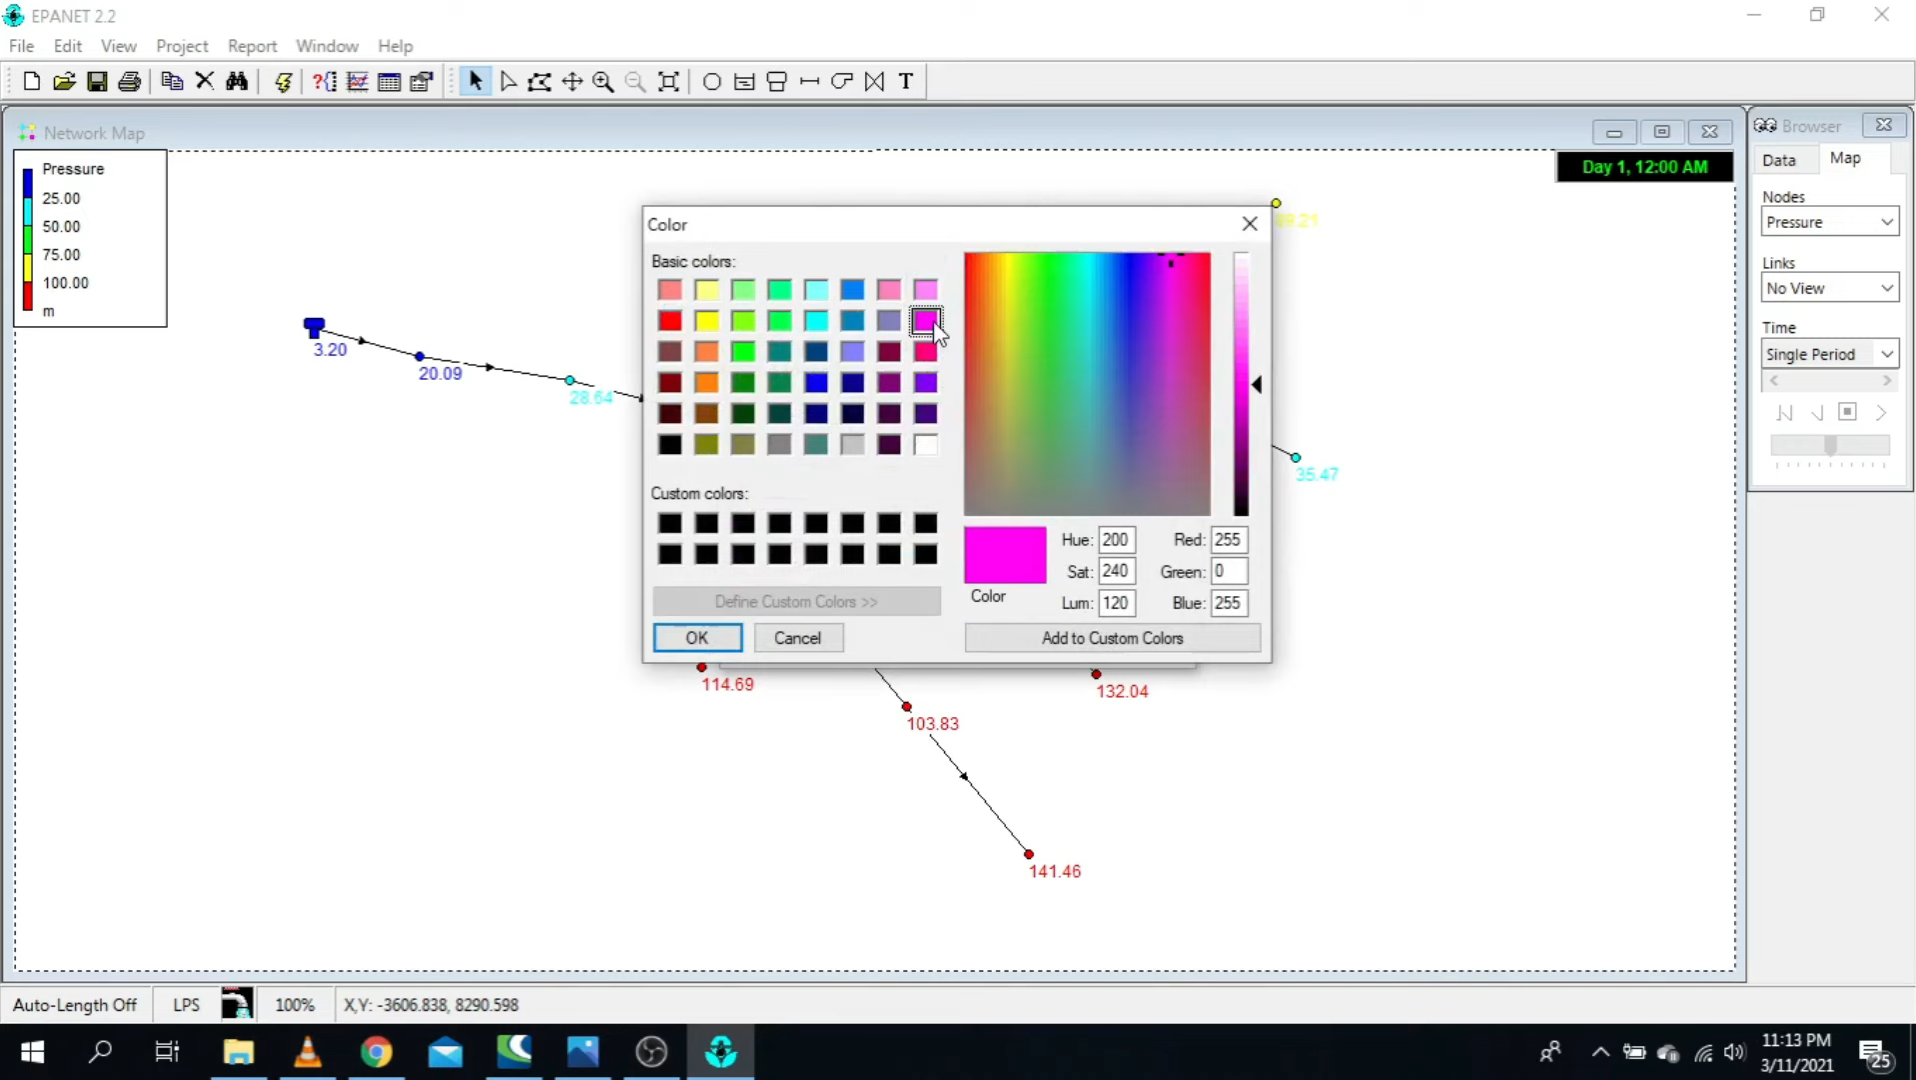 EPANET 2.2
File Edit View Project Report Window Help
T
Network Map
Browser
Day 1, 12:00 AM
Data Map
Pressure
25.00
50.00
75.00
100.00
m
Nodes
Pressure
Links
No View
Time
Single Period
3.20
20.09
28.64
35.47
114.69
132.04
103.83
141.46
Color
Basic colors:
Custom colors:
Define Custom Colors >>
OK Cancel
Color
Hue: 200 Red: 255
Sat: 240 Green: 0
Lum: 120 Blue: 255
Add to Custom Colors
Auto-Length Off LPS 100% X,Y: -3606.838, 8290.598
11:13 PM
3/11/2021
25